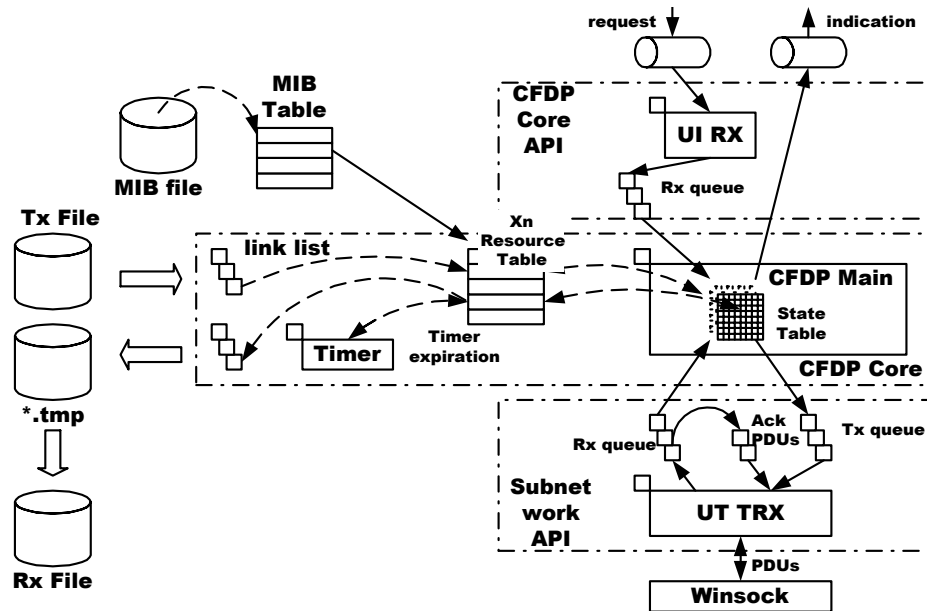 request
indication
MIB
Table
CFDP
Core
API
UI RX
MIB file
Rx queue
Tx File
link list
Xn
Resource
Table
CFDP Main
State
Table
Timer
Timer
expiration
CFDP Core
*.tmp
Rx queue
Ack
PDUs
Tx queue
Subnet
work
API
UT TRX
Rx File
PDUs
Winsock